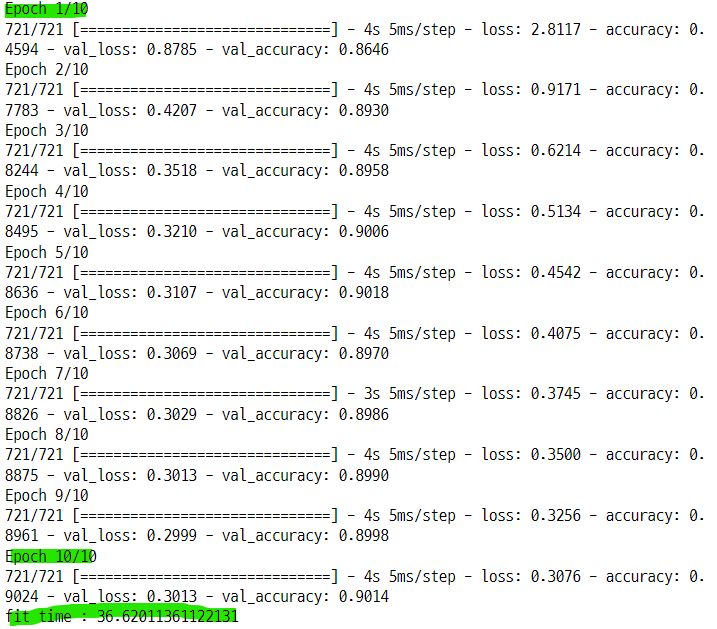 Epoch 1/10
721/721 [==============================] - 4s 5ms/step - loss: 2.8117 - accuracy: 0.
4594 - val_loss: 0.8785 - val_accuracy: 0.8646
Epoch 2/10
721/721 [==============================] - 4s 5ms/step - loss: 0.9171 - accuracy: 0.
7783 - val_loss: 0.4207 - val_accuracy: 0.8930
Epoch 3/10
721/721 [==============================] - 4s 5ms/step - loss: 0.6214 - accuracy: 0.
8244 - val_loss: 0.3518 - val_accuracy: 0.8958
Epoch 4/10
721/721 [==============================] - 4s 5ms/step - loss: 0.5134 - accuracy: 0.
8495 - val_loss: 0.3210 - val_accuracy: 0.9006
Epoch 5/10
721/721 [==============================] - 4s 5ms/step - loss: 0.4542 - accuracy: 0.
8636 - val_loss: 0.3107 - val_accuracy: 0.9018
Epoch 6/10
721/721 [==============================] - 4s 5ms/step - loss: 0.4075 - accuracy: 0.
8738 - val_loss: 0.3069 - val_accuracy: 0.8970
Epoch 7/10
721/721 [==============================] - 3s 5ms/step - loss: 0.3745 - accuracy: 0.
8826 - val_loss: 0.3029 - val_accuracy: 0.8986
Epoch 8/10
721/721 [==============================] - 4s 5ms/step - loss: 0.3500 - accuracy: 0.
8875 - val_loss: 0.3013 - val_accuracy: 0.8990
Epoch 9/10
721/721 [==============================] - 4s 5ms/step - loss: 0.3256 - accuracy: 0.
8961 - val_loss: 0.2999 - val_accuracy: 0.8998
Epoch 10/10
721/721 [==============================] - 4s 5ms/step - loss: 0.3076 - accuracy: 0.
9024 - val_loss: 0.3013 - val_accuracy: 0.9014
fit time : 36.62011361122131